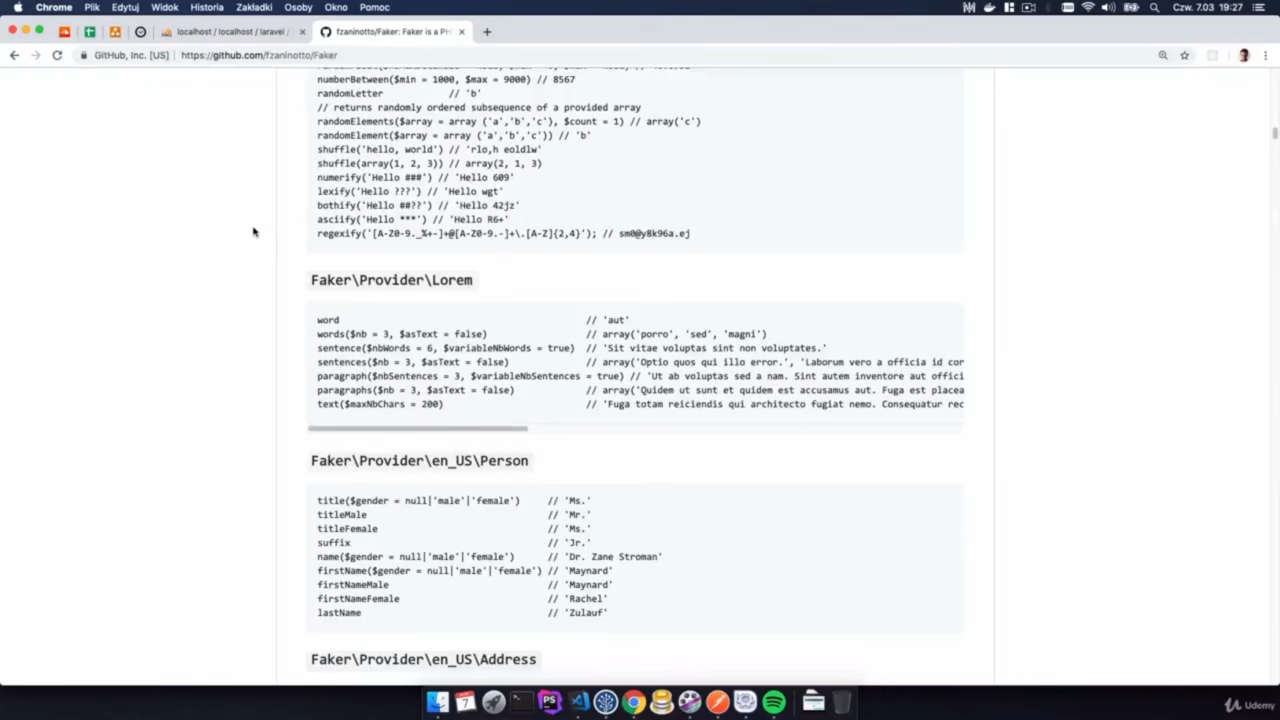 Chrome Plik Edytuj Widok Historia Zakładki Osoby Okno Pomoc
Czw. 7.03 19:27
localhost / localhost / laravel /
fzaninotto/Faker: Faker is a PH
GitHub, Inc. [US]
https://github.com/fzaninotto/Faker
numberBetween($min = 1000, $max = 9000) // 8567
randomLetter // 'b'
// returns randomly ordered subsequence of a provided array
randomElements($array = array ('a','b','c'), $count = 1) // array('c')
randomElement($array = array ('a','b','c')) // 'b'
shuffle('hello, world') // 'rlo,h eoldlw'
shuffle(array(1, 2, 3)) // array(2, 1, 3)
numerify('Hello ###') // 'Hello 609'
lexify('Hello ???') // 'Hello wgt'
bothify('Hello ##??') // 'Hello 42jz'
asciify('Hello ***') // 'Hello R6+'
regexify('[A-Z0-9._%+-]+@[A-Z0-9.-]+\.[A-Z]{2,4}'); // sm0@y8k96a.ej
Faker\Provider\Lorem
word // 'aut'
words($nb = 3, $asText = false) // array('porro', 'sed', 'magni')
sentence($nbWords = 6, $variableNbWords = true) // 'Sit vitae voluptas sint non voluptates.'
sentences($nb = 3, $asText = false) // array('Optio quos qui illo error.', 'Laborum vero a officia id cor
paragraph($nbSentences = 3, $variableNbSentences = true) // 'Ut ab voluptas sed a nam. Sint autem inventore aut offici
paragraphs($nb = 3, $asText = false) // array('Quidem ut sunt et quidem est accusamus aut. Fuga est placea
text($maxNbChars = 200) // 'Fuga totam reiciendis qui architecto fugiat nemo. Consequatur rec
Faker\Provider\en_US\Person
title($gender = null|'male'|'female') // 'Ms.'
titleMale // 'Mr.'
titleFemale // 'Ms.'
suffix // 'Jr.'
name($gender = null|'male'|'female') // 'Dr. Zane Stroman'
firstName($gender = null|'male'|'female') // 'Maynard'
firstNameMale // 'Maynard'
firstNameFemale // 'Rachel'
lastName // 'Zulauf'
Faker\Provider\en_US\Address
7
PS
Udemy